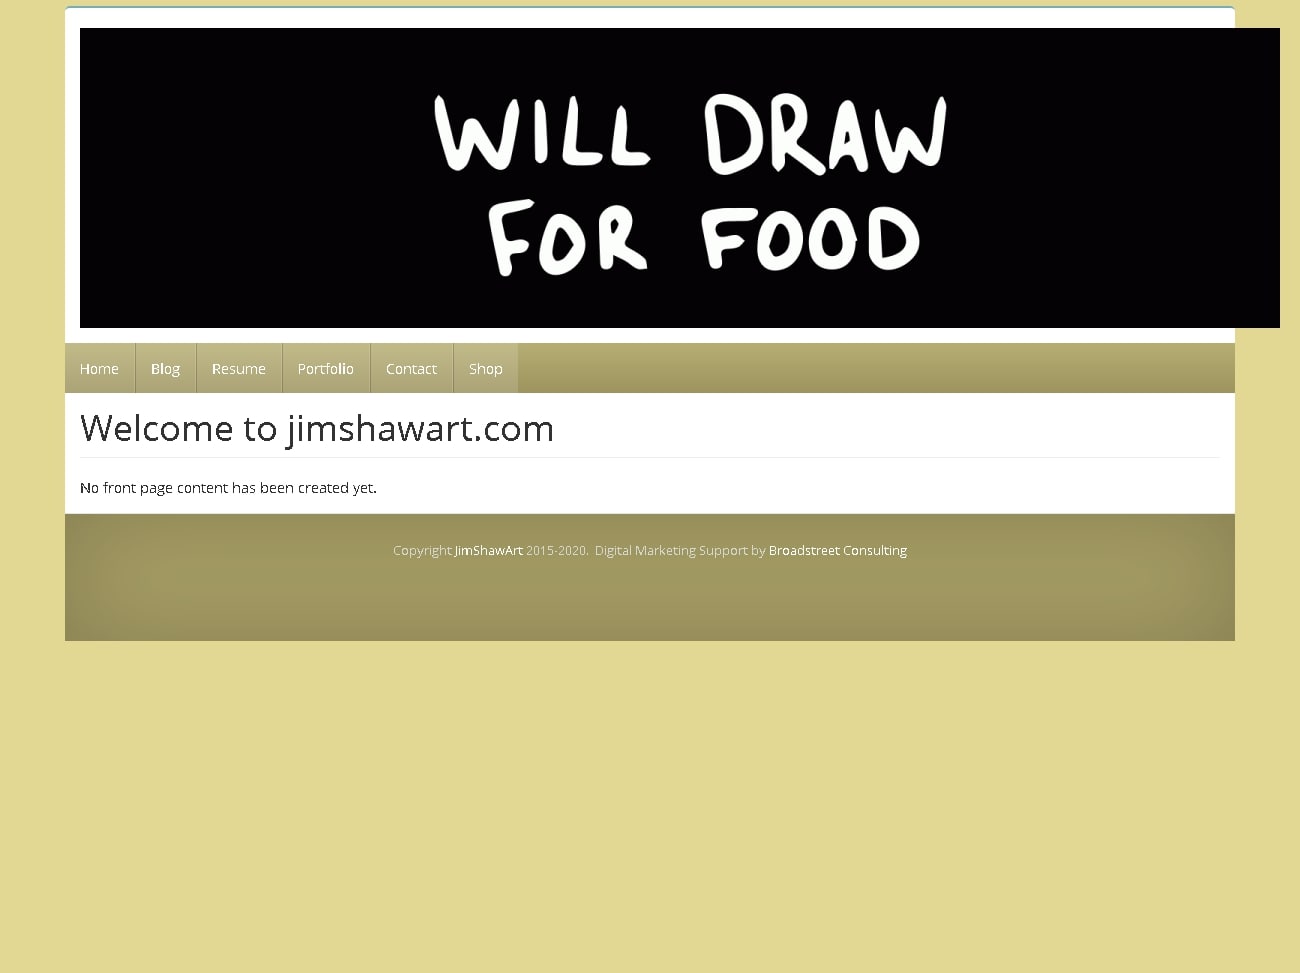 WILL DRAW
FOR FOOD
Home Blog Resume Portfolio Contact Shop
Welcome to jimshawart.com
No front page content has been created yet.
Copyright JimShawArt 2015-2020. Digital Marketing Support by Broadstreet Consulting